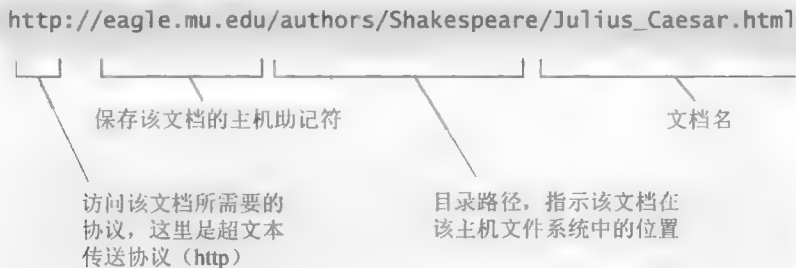 http://eagle.mu.edu/authors/Shakespeare/Julius_Caesar.html
保存该文档的主机助记符
文档名
访问该文档所需要的
协议，这里是超文本
传送协议（http）
目录路径，指示该文档在
该主机文件系统中的位置